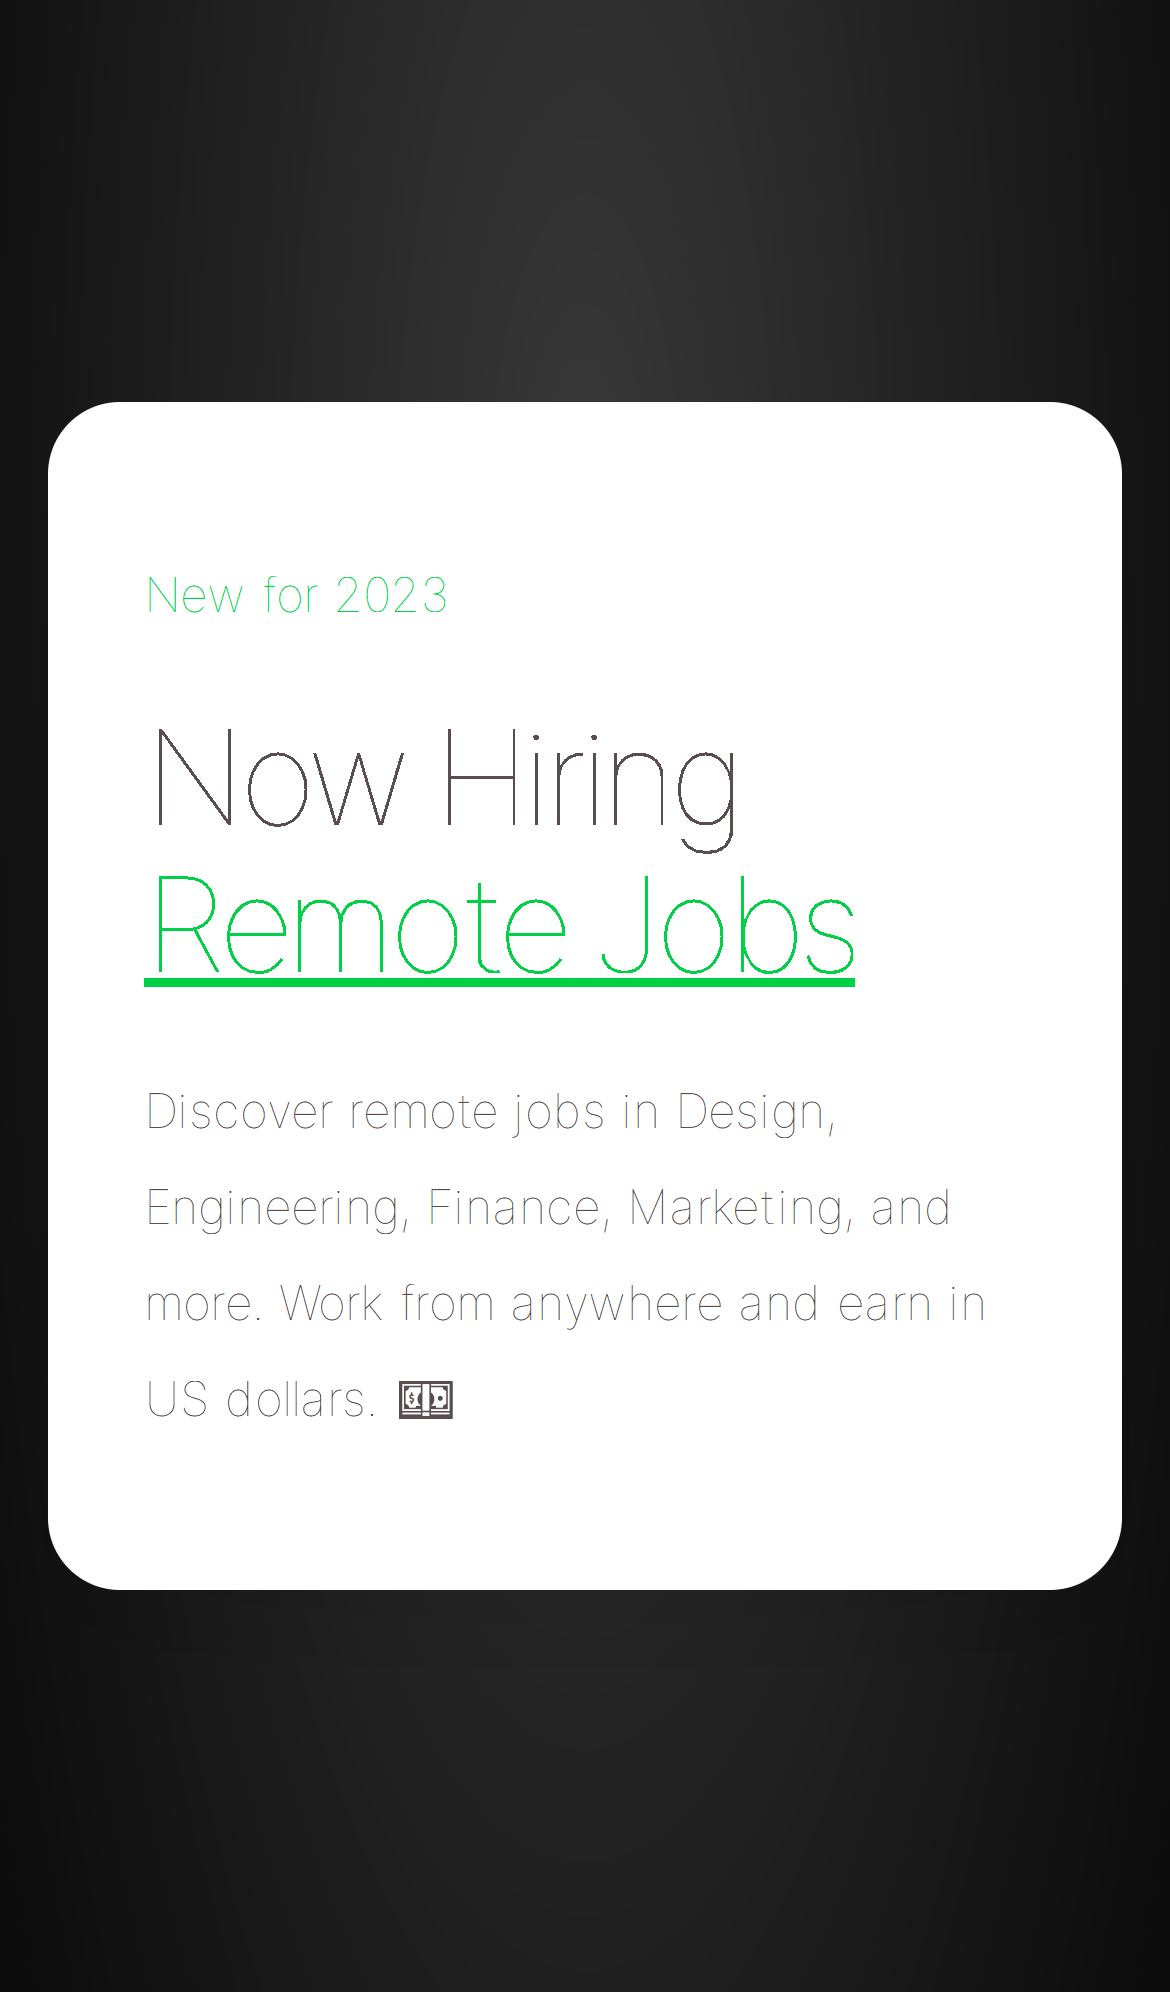 New for 2023
Now Hiring
Remote Jobs
Discover remote jobs in Design,
Engineering, Finance, Marketing, and
more. Work from anywhere and earn in
US dollars. 💵